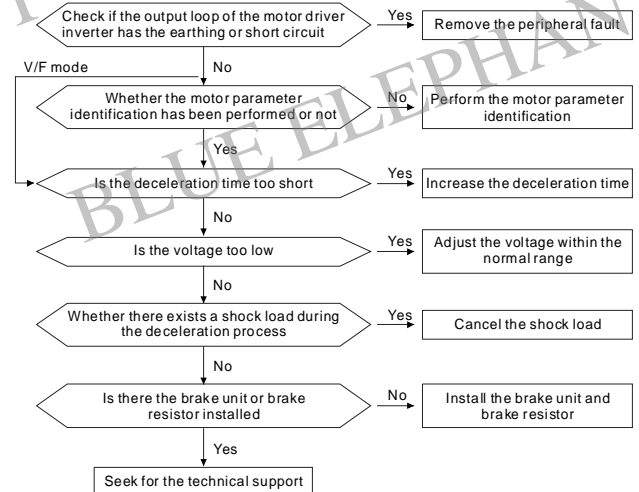 Check if the output loop of the motor driver
inverter has the earthing or short circuit
Yes
Remove the peripheral fault
V/F mode
No
Whether the motor parameter
identification has been performed or not
No
Perform the motor parameter
identification
Yes
Is the deceleration time too short
Yes
Increase the deceleration time
No
Is the voltage too low
Yes
Adjust the voltage within the
normal range
No
Whether there exists a shock load during
the deceleration process
Yes
Cancel the shock load
No
Is there the brake unit or brake
resistor installed
No
Install the brake unit and
brake resistor
Yes
Seek for the technical support
BLUE ELEPHAN